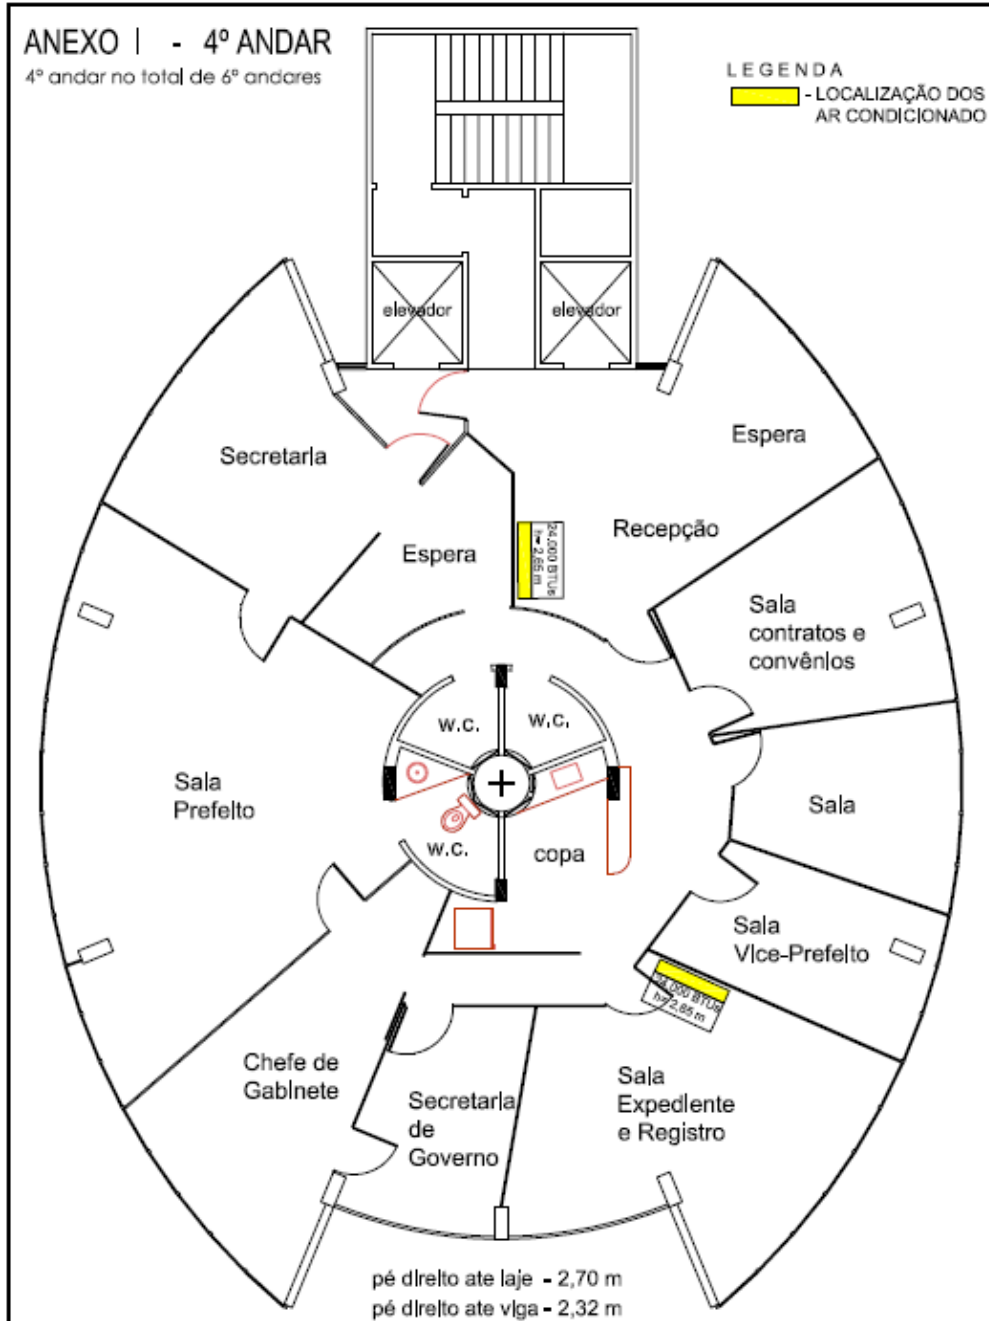 ANEXO I - 4º ANDAR
4º andar no total de 6º andares
LEGENDA
- LOCALIZAÇÃO DOS
AR CONDICIONADO
elevador
elevador
Secretaria
Espera
Espera
Recepção
24.000 BTUs
h= 2,65 m
Sala
contratos e
convênios
w.c.
w.c.
Sala
Prefeito
Sala
w.c.
copa
Sala
Vice-Prefeito
24.000 BTUs
h= 2,65 m
Chefe de
Gabinete
Secretaria
de
Governo
Sala
Expediente
e Registro
pé direito ate laje - 2,70 m
pé direito ate viga - 2,32 m